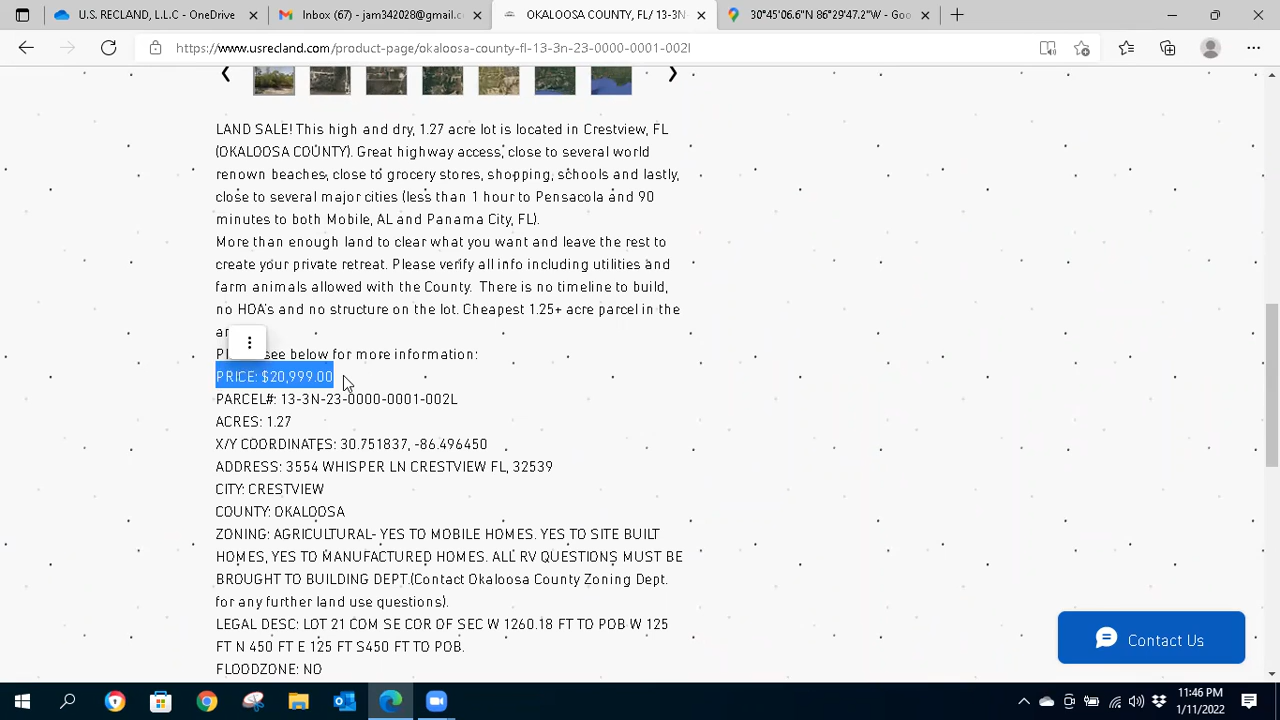 U.S. RECLAND, L.L.C - OneDrive
Inbox (67) - jam342028@gmail.c
OKALOOSA COUNTY, FL/ 13-3N-
30°45'06.6"N 86°29'47.2"W - Goo
https://www.usrecland.com/product-page/okaloosa-county-fl-13-3n-23-0000-0001-002l
LAND SALE! This high and dry, 1.27 acre lot is located in Crestview, FL
(OKALOOSA COUNTY). Great highway access, close to several world
renown beaches, close to grocery stores, shopping, schools and lastly,
close to several major cities (less than 1 hour to Pensacola and 90
minutes to both Mobile, AL and Panama City, FL).
More than enough land to clear what you want and leave the rest to
create your private retreat. Please verify all info including utilities and
farm animals allowed with the County. There is no timeline to build,
no HOA's and no structure on the lot. Cheapest 1.25+ acre parcel in the
see below for more information:
PRICE: $20,999.00
PARCEL#: 13-3N-23-0000-0001-002L
ACRES: 1.27
X/Y COORDINATES: 30.751837, -86.496450
ADDRESS: 3554 WHISPER LN CRESTVIEW FL, 32539
CITY: CRESTVIEW
COUNTY: OKALOOSA
ZONING: AGRICULTURAL- YES TO MOBILE HOMES. YES TO SITE BUILT
HOMES, YES TO MANUFACTURED HOMES. ALL RV QUESTIONS MUST BE
BROUGHT TO BUILDING DEPT.(Contact Okaloosa County Zoning Dept.
for any further land use questions).
LEGAL DESC: LOT 21 COM SE COR OF SEC W 1260.18 FT TO POB W 125
FT N 450 FT E 125 FT S450 FT TO POB.
FLOODZONE: NO
Contact Us
11:46 PM
1/11/2022